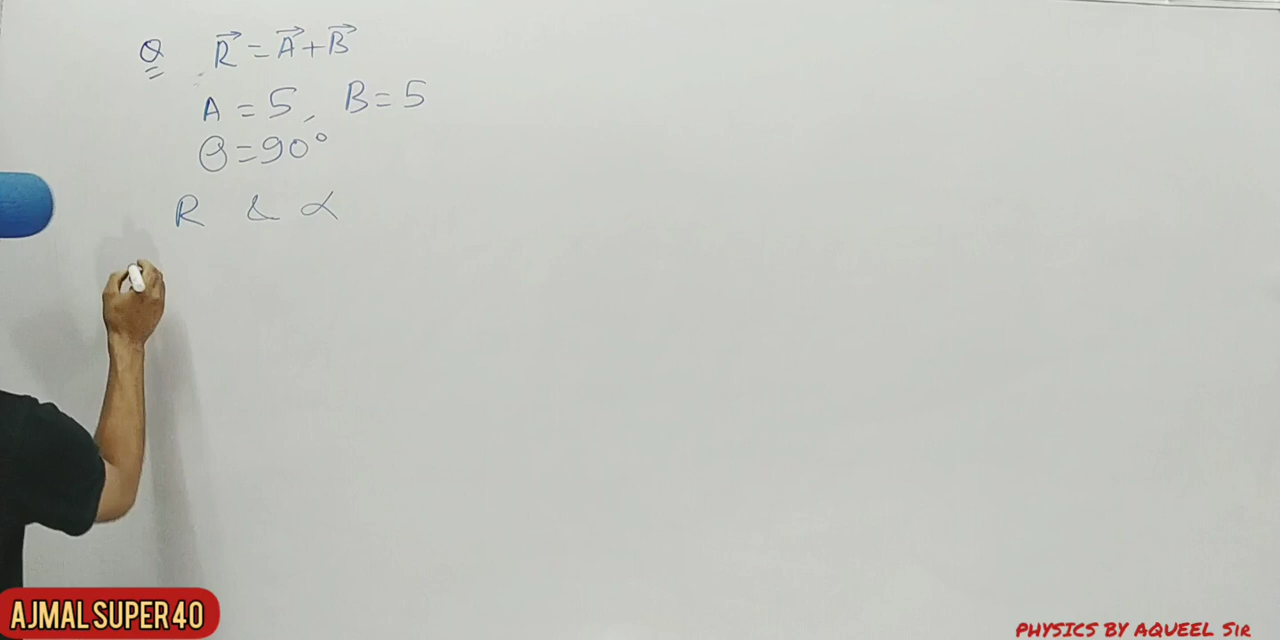 Q R⃗ = A⃗ + B⃗
A = 5, B = 5
θ = 90°
R & α
AJMAL SUPER 40
PHYSICS BY AQUEEL SIR